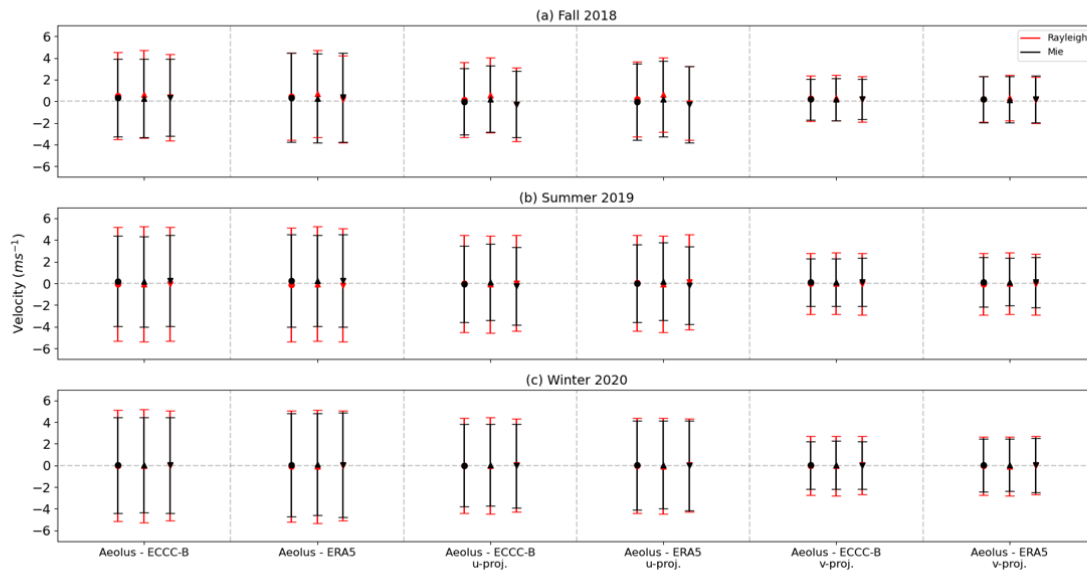 (a) Fall 2018
6
4
2
0
−2
−4
−6
Rayleigh
Mie
(b) Summer 2019
6
4
2
0
−2
−4
−6
Velocity (ms⁻¹)
(c) Winter 2020
6
4
2
0
−2
−4
−6
Aeolus - ECCC-B
Aeolus - ERA5
Aeolus - ECCC-B
u-proj.
Aeolus - ERA5
u-proj.
Aeolus - ECCC-B
v-proj.
Aeolus - ERA5
v-proj.